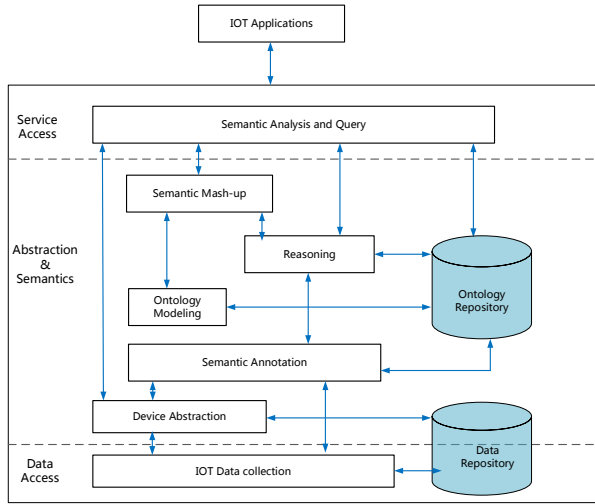 IOT Applications
Service
Access
Semantic Analysis and Query
Semantic Mash-up
Abstraction
&
Semantics
Reasoning
Ontology
Modeling
Ontology
Repository
Semantic Annotation
Device Abstraction
Data
Access
IOT Data collection
Data
Repository